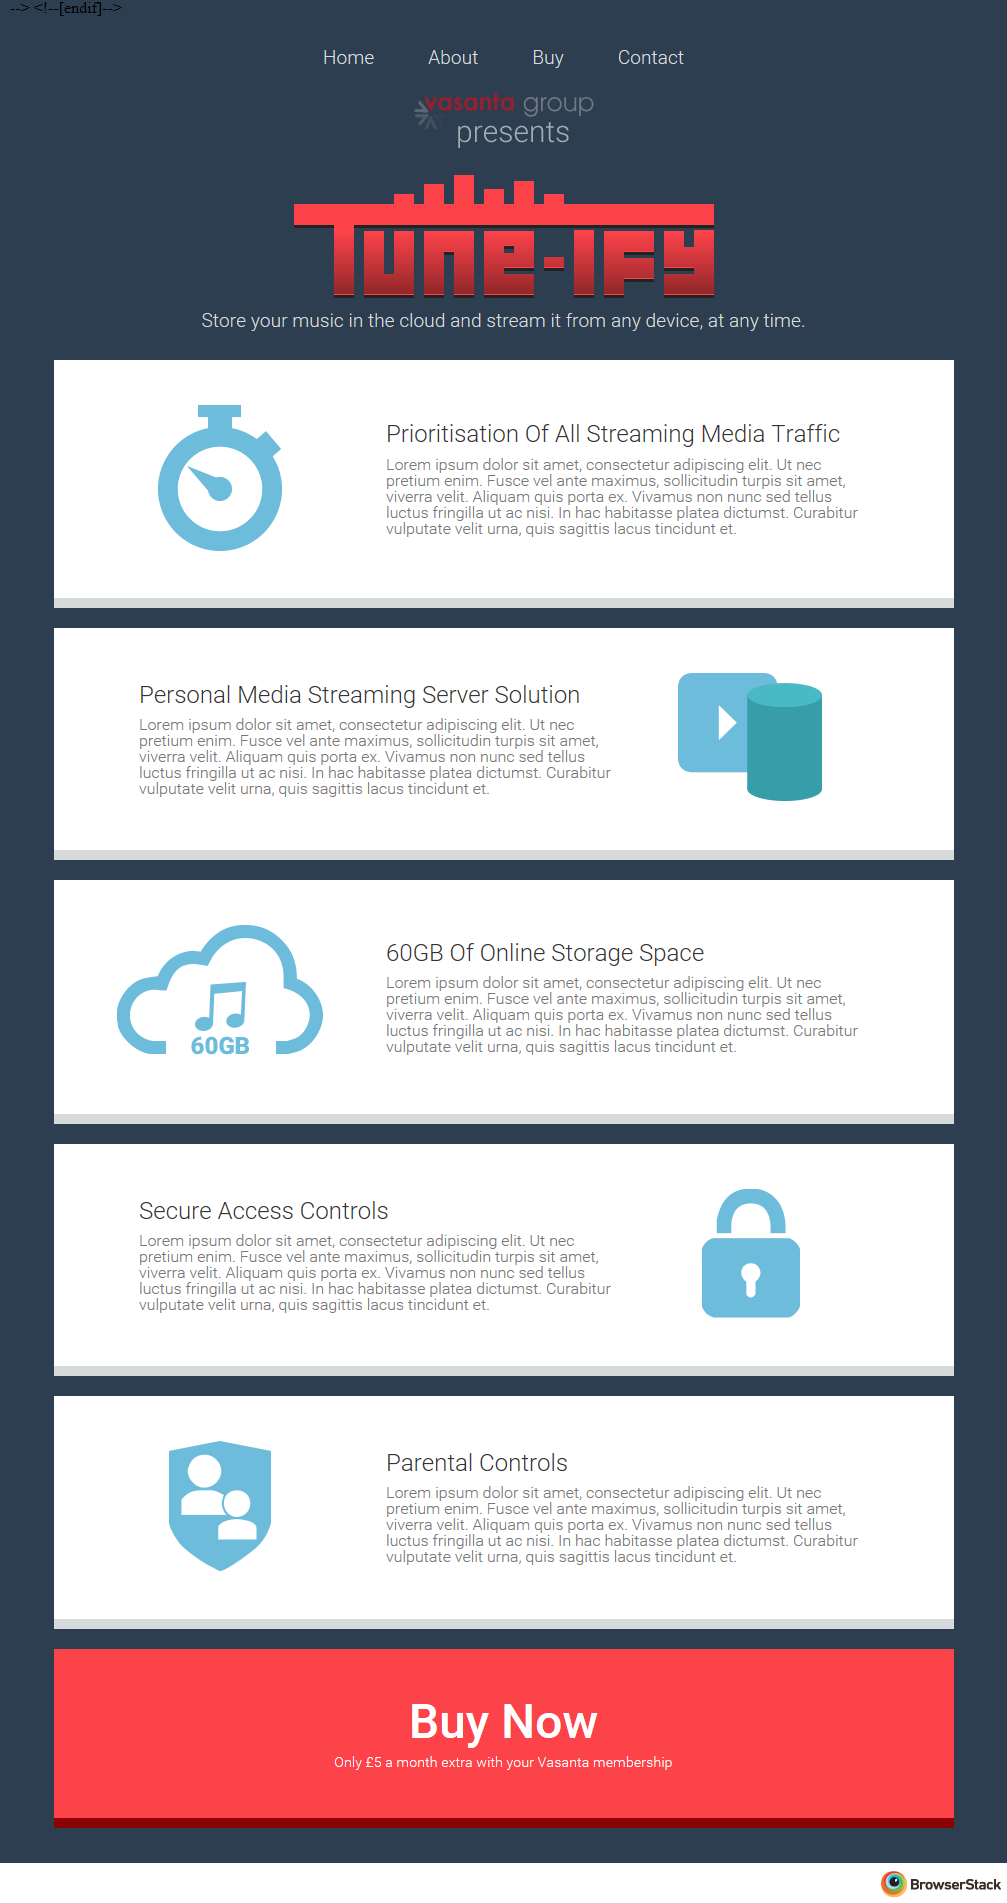 --> <!--[endif]-->
Home About Buy Contact
vasanta group
presents
Tune-ify
Store your music in the cloud and stream it from any device, at any time.
Prioritisation Of All Streaming Media Traffic
Lorem ipsum dolor sit amet, consectetur adipiscing elit. Ut nec
pretium enim. Fusce vel ante maximus, sollicitudin turpis sit amet,
viverra velit. Aliquam quis porta ex. Vivamus non nunc sed tellus
luctus fringilla ut ac nisi. In hac habitasse platea dictumst. Curabitur
vulputate velit urna, quis sagittis lacus tincidunt et.
Personal Media Streaming Server Solution
Lorem ipsum dolor sit amet, consectetur adipiscing elit. Ut nec
pretium enim. Fusce vel ante maximus, sollicitudin turpis sit amet,
viverra velit. Aliquam quis porta ex. Vivamus non nunc sed tellus
luctus fringilla ut ac nisi. In hac habitasse platea dictumst. Curabitur
vulputate velit urna, quis sagittis lacus tincidunt et.
60GB
60GB Of Online Storage Space
Lorem ipsum dolor sit amet, consectetur adipiscing elit. Ut nec
pretium enim. Fusce vel ante maximus, sollicitudin turpis sit amet,
viverra velit. Aliquam quis porta ex. Vivamus non nunc sed tellus
luctus fringilla ut ac nisi. In hac habitasse platea dictumst. Curabitur
vulputate velit urna, quis sagittis lacus tincidunt et.
Secure Access Controls
Lorem ipsum dolor sit amet, consectetur adipiscing elit. Ut nec
pretium enim. Fusce vel ante maximus, sollicitudin turpis sit amet,
viverra velit. Aliquam quis porta ex. Vivamus non nunc sed tellus
luctus fringilla ut ac nisi. In hac habitasse platea dictumst. Curabitur
vulputate velit urna, quis sagittis lacus tincidunt et.
Parental Controls
Lorem ipsum dolor sit amet, consectetur adipiscing elit. Ut nec
pretium enim. Fusce vel ante maximus, sollicitudin turpis sit amet,
viverra velit. Aliquam quis porta ex. Vivamus non nunc sed tellus
luctus fringilla ut ac nisi. In hac habitasse platea dictumst. Curabitur
vulputate velit urna, quis sagittis lacus tincidunt et.
Buy Now
Only £5 a month extra with your Vasanta membership
BrowserStack